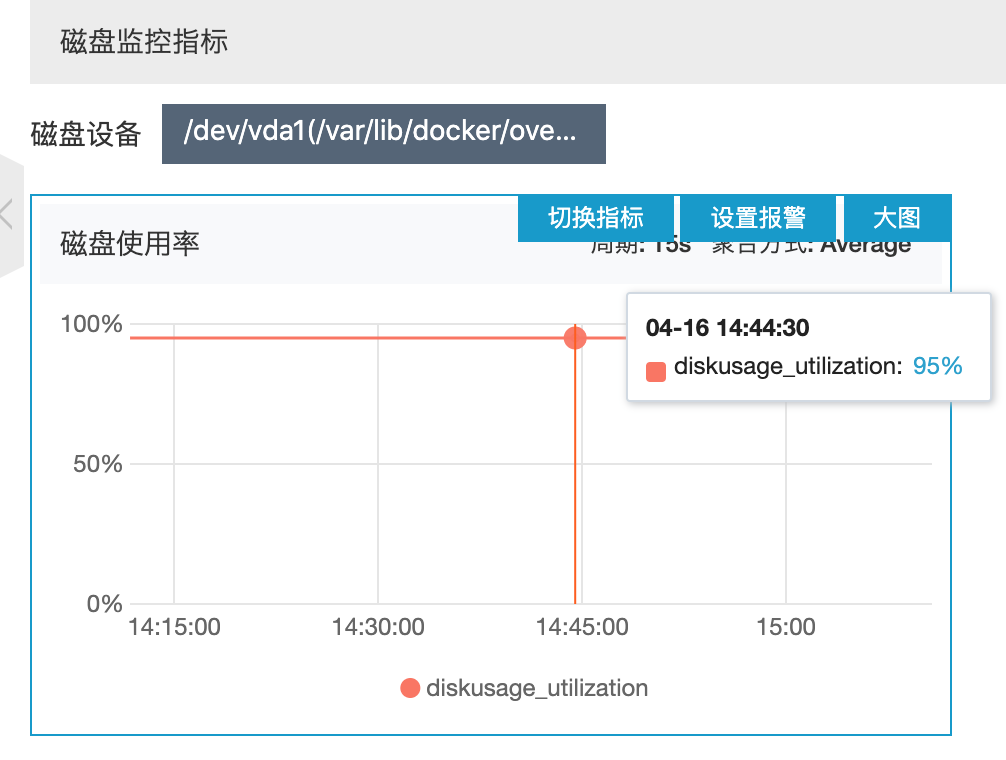 磁盘监控指标
磁盘设备 /dev/vda1(/var/lib/docker/ove...
切换指标 设置报警 大图
磁盘使用率 周期: 15s 聚合方式: Average
04-16 14:44:30
diskusage_utilization: 95%
100%
50%
0%
14:15:00 14:30:00 14:45:00 15:00
diskusage_utilization